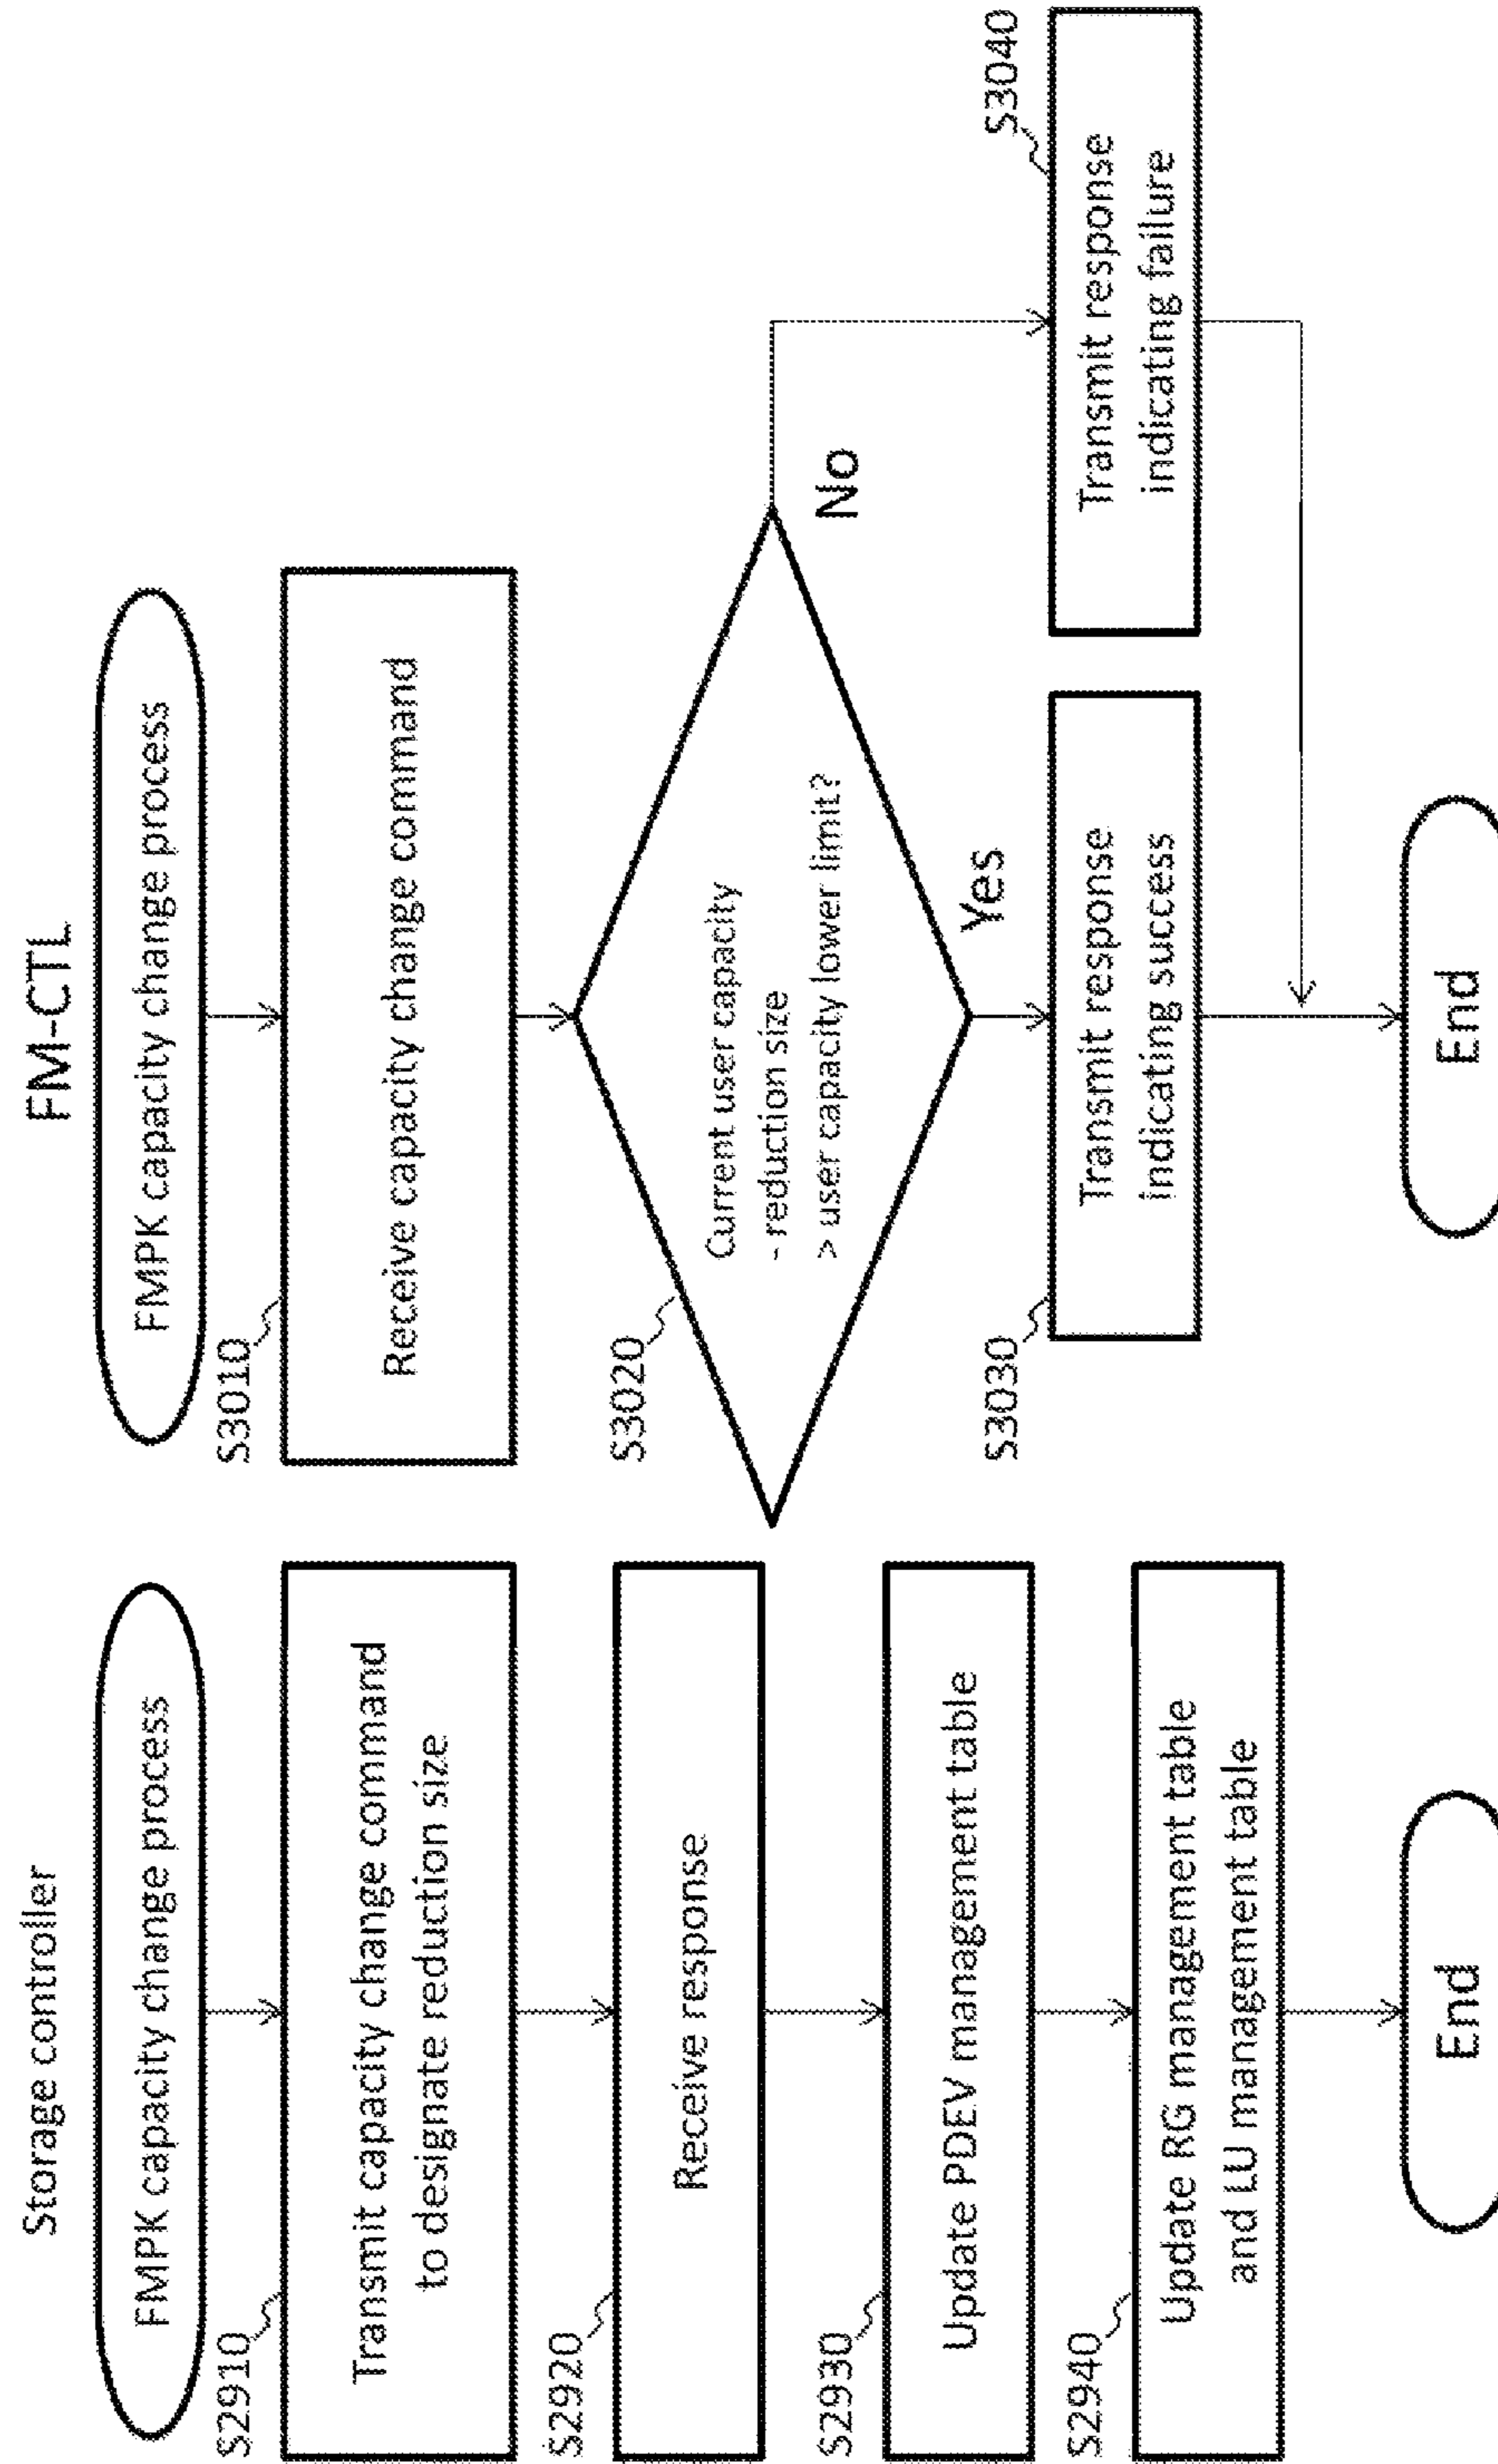 Storage controller
FMPK capacity change process
S2910
Transmit capacity change command
to designate reduction size
S2920
Receive response
S2930
Update PDEV management table
S2940
Update RG management table
and LU management table
End
FM-CTL
FMPK capacity change process
S3010
Receive capacity change command
S3020
Current user capacity
- reduction size
> user capacity lower limit?
No
Yes
S3030
Transmit response
indicating success
S3040
Transmit response
indicating failure
End